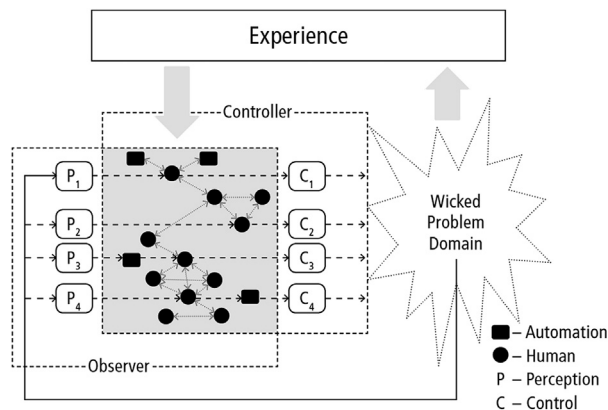 Experience
Controller
P1
C1
P2
C2
P3
C3
P4
C4
Wicked
Problem
Domain
Observer
– Automation
– Human
P – Perception
C – Control